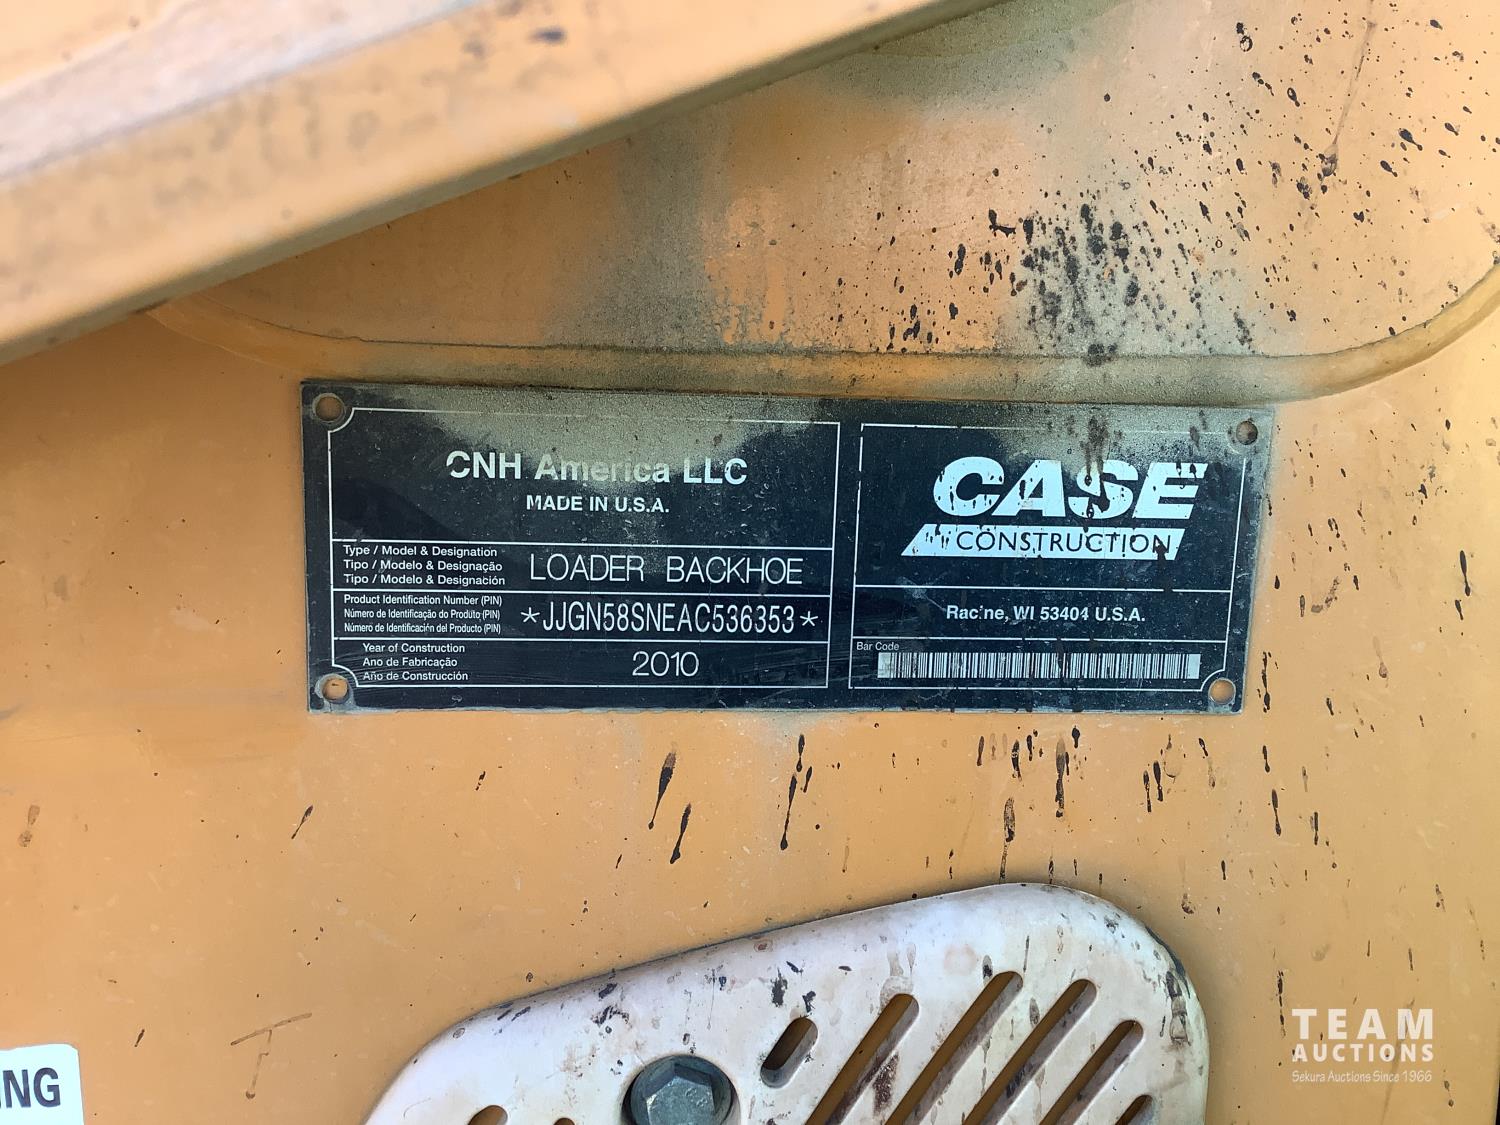 CNH America LLC
MADE IN U.S.A.
Type / Model & Designation
Tipo / Modelo & Designação
Tipo / Modelo & Designación
LOADER BACKHOE
Product Identification Number (PIN)
Número de Identificação do Produto (PIN)
Número de Identificación del Producto (PIN)
*JJGN58SNEAC536353*
Year of Construction
Ano de Fabricação
Año de Construcción
2010
CASE
CONSTRUCTION
Racine, WI 53404 U.S.A.
Bar Code
NG
TEAM
AUCTIONS
Sekura Auctions Since 1966